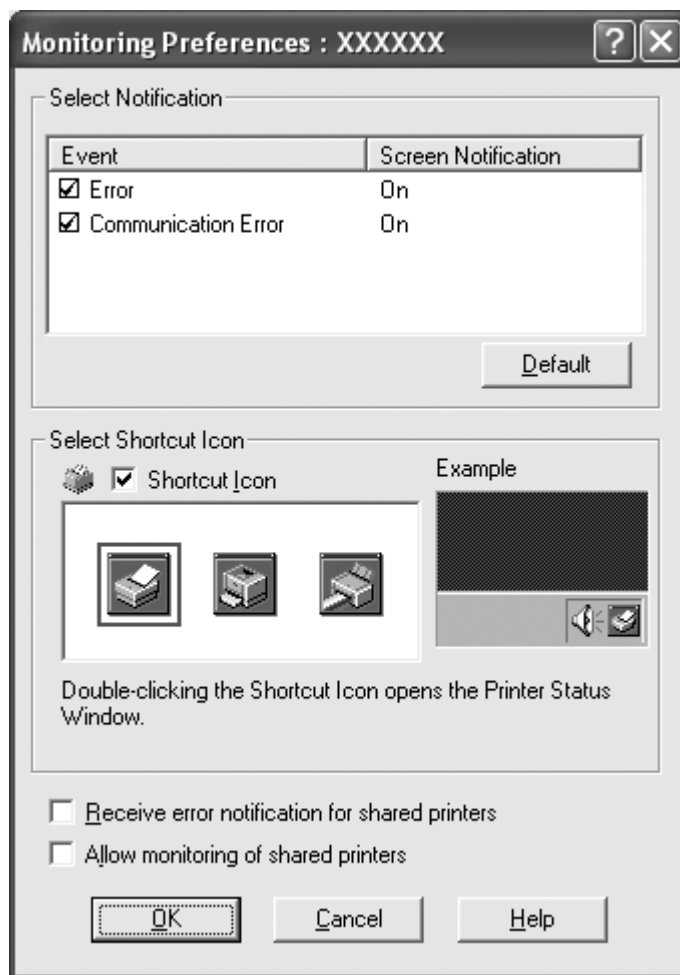 Monitoring Preferences : XXXXXX
Select Notification
Event Screen Notification
Error On
Communication Error On
Default
Select Shortcut Icon
Shortcut Icon Example
Double-clicking the Shortcut Icon opens the Printer Status
Window.
Receive error notification for shared printers
Allow monitoring of shared printers
OK Cancel Help